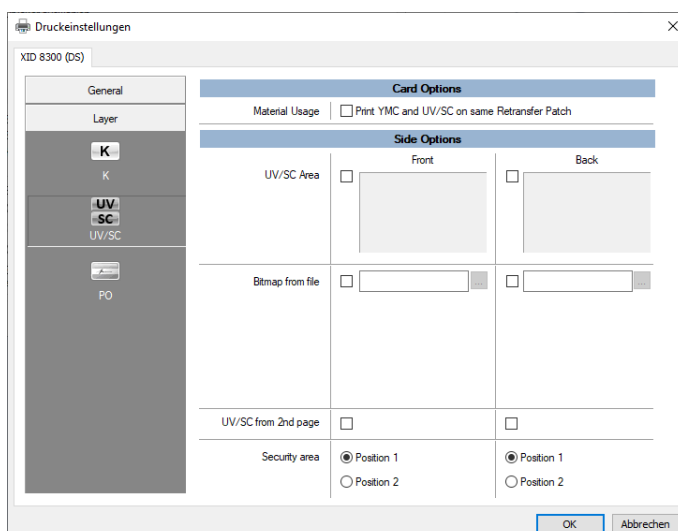 Druckeinstellungen
XID 8300 (DS)
General
Layer
K
K
UV
SC
UV/SC
PO
Card Options
Material Usage
Print YMC and UV/SC on same Retransfer Patch
Side Options
Front Back
UV/SC Area
Bitmap from file ... ...
UV/SC from 2nd page
Security area Position 1 Position 1
Position 2 Position 2
OK Abbrechen